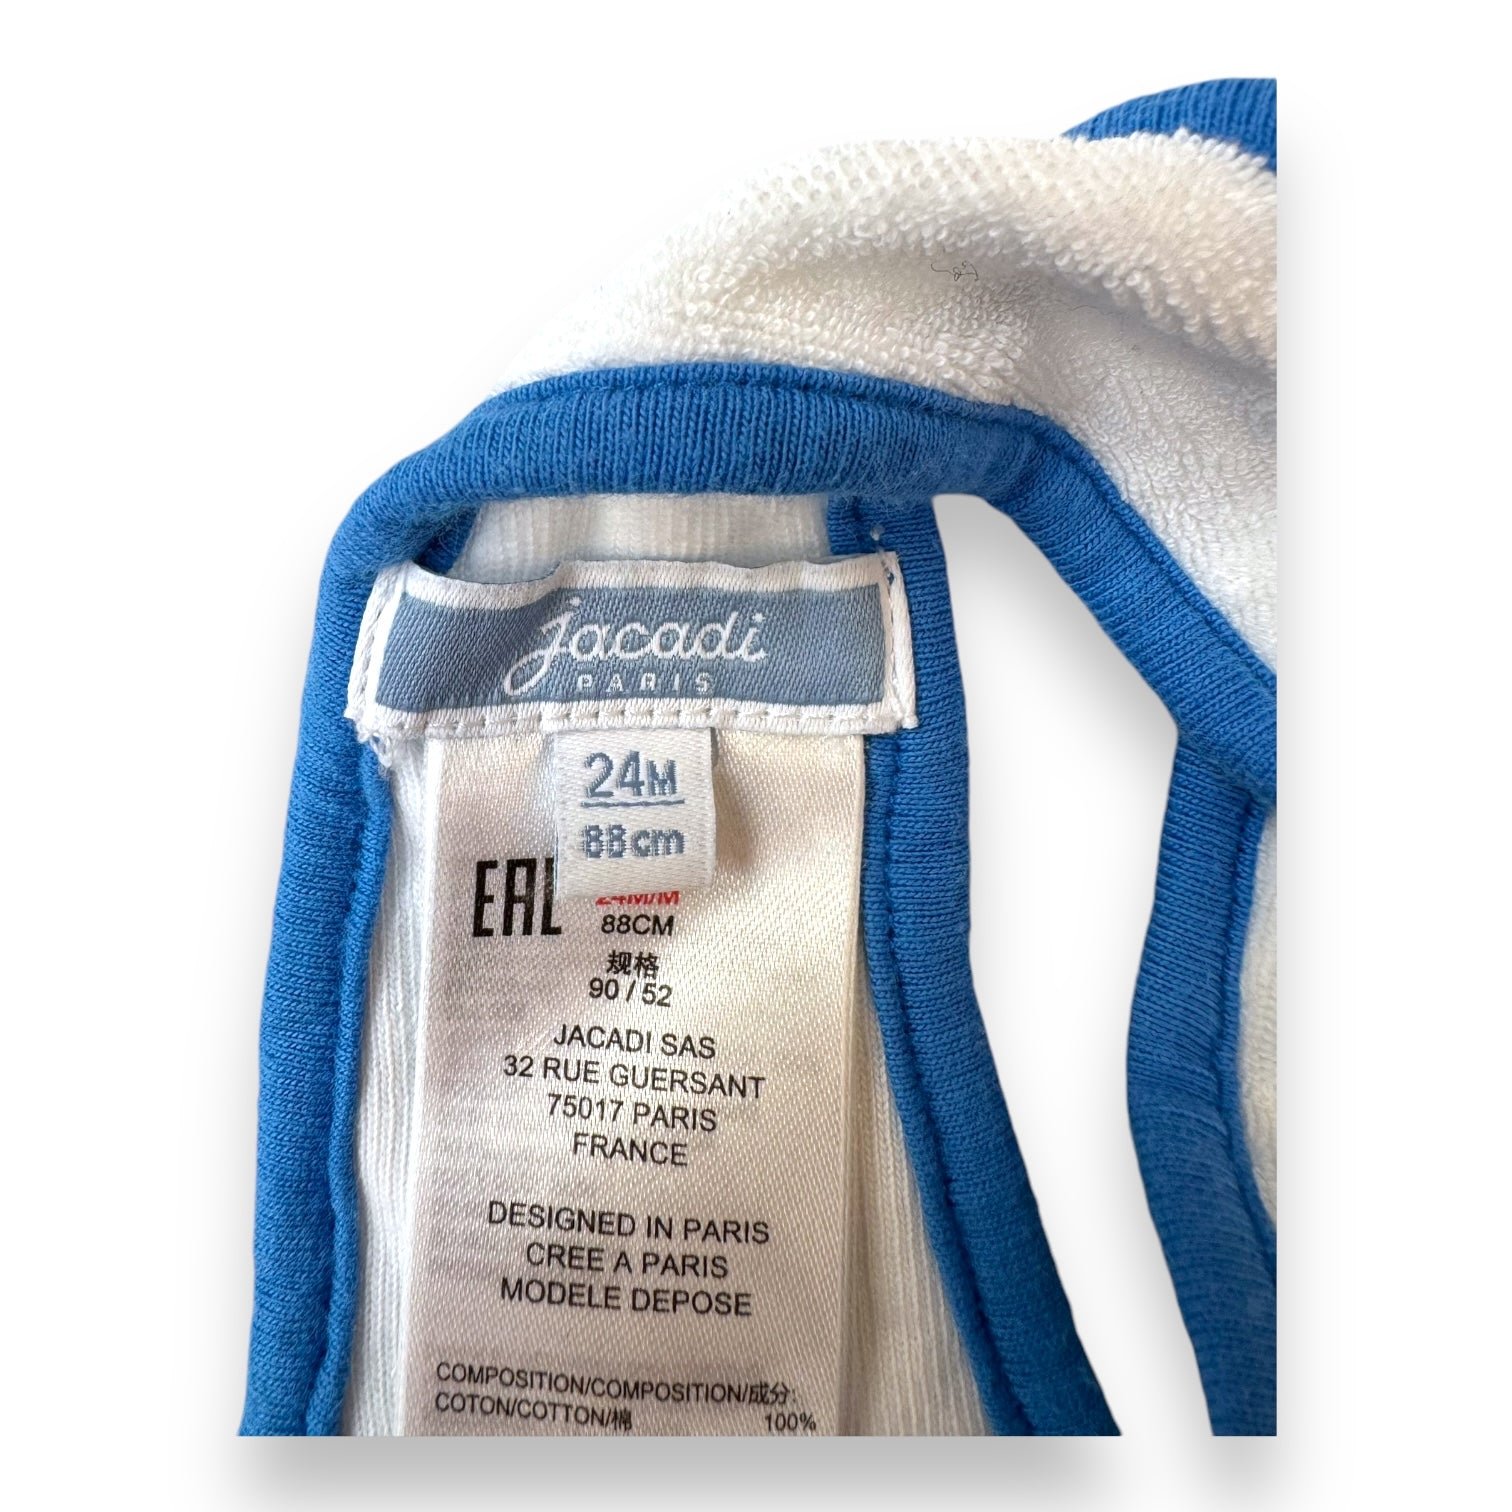 jacadi
PARIS
24M
88cm
EAC
24M/M
88CM
规格
90 / 52
JACADI SAS
32 RUE GUERSANT
75017 PARIS
FRANCE
DESIGNED IN PARIS
CREE A PARIS
MODELE DEPOSE
COMPOSITION/COMPOSITION/成分:
COTON/COTTON/棉 100%